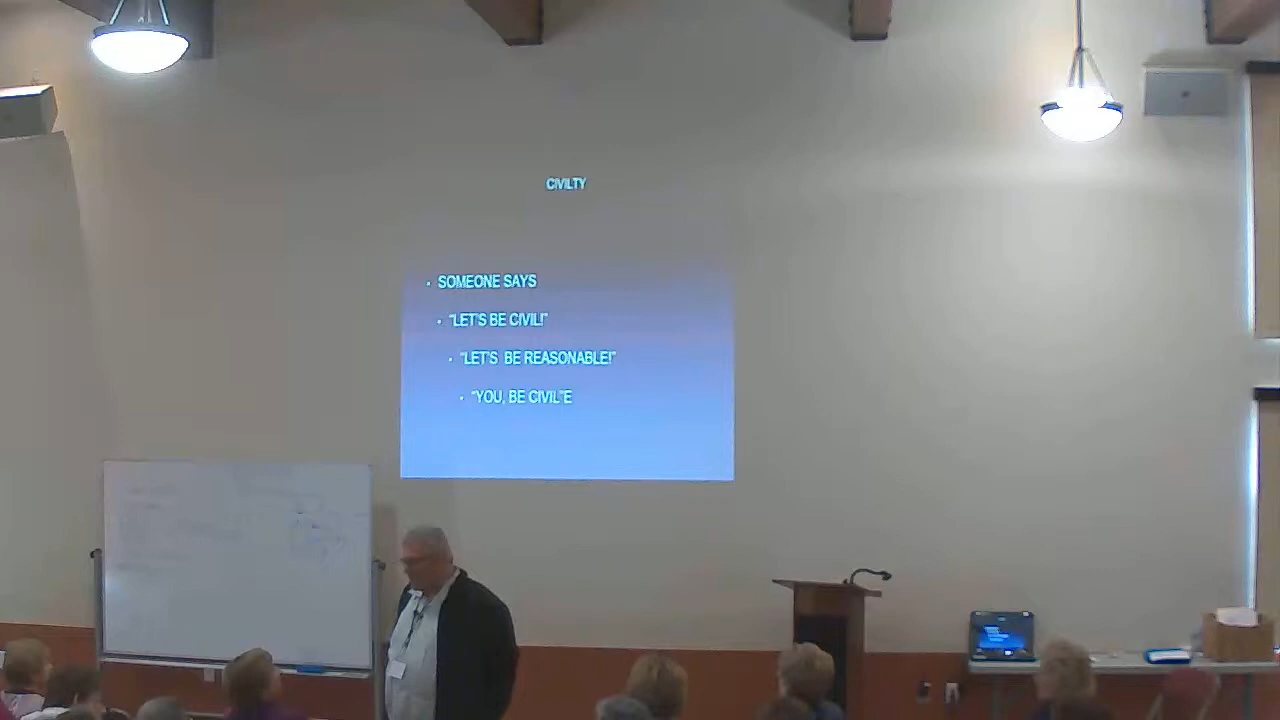 CIVILTY
• SOMEONE SAYS
• "LET'S BE CIVIL!"
• "LET'S BE REASONABLE!"
• "YOU, BE CIVIL"E